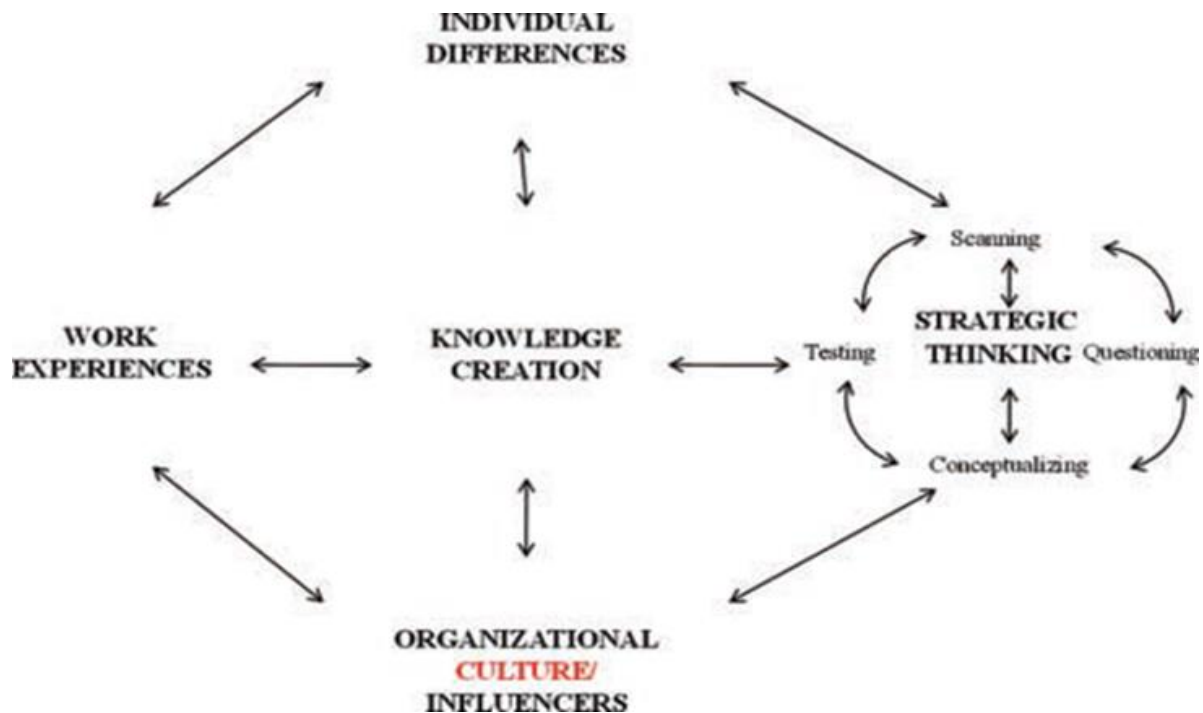 INDIVIDUAL
DIFFERENCES
Scanning
WORK
EXPERIENCES
KNOWLEDGE
CREATION
Testing
STRATEGIC
THINKING
Questioning
Conceptualizing
ORGANIZATIONAL
CULTURE/
INFLUENCERS